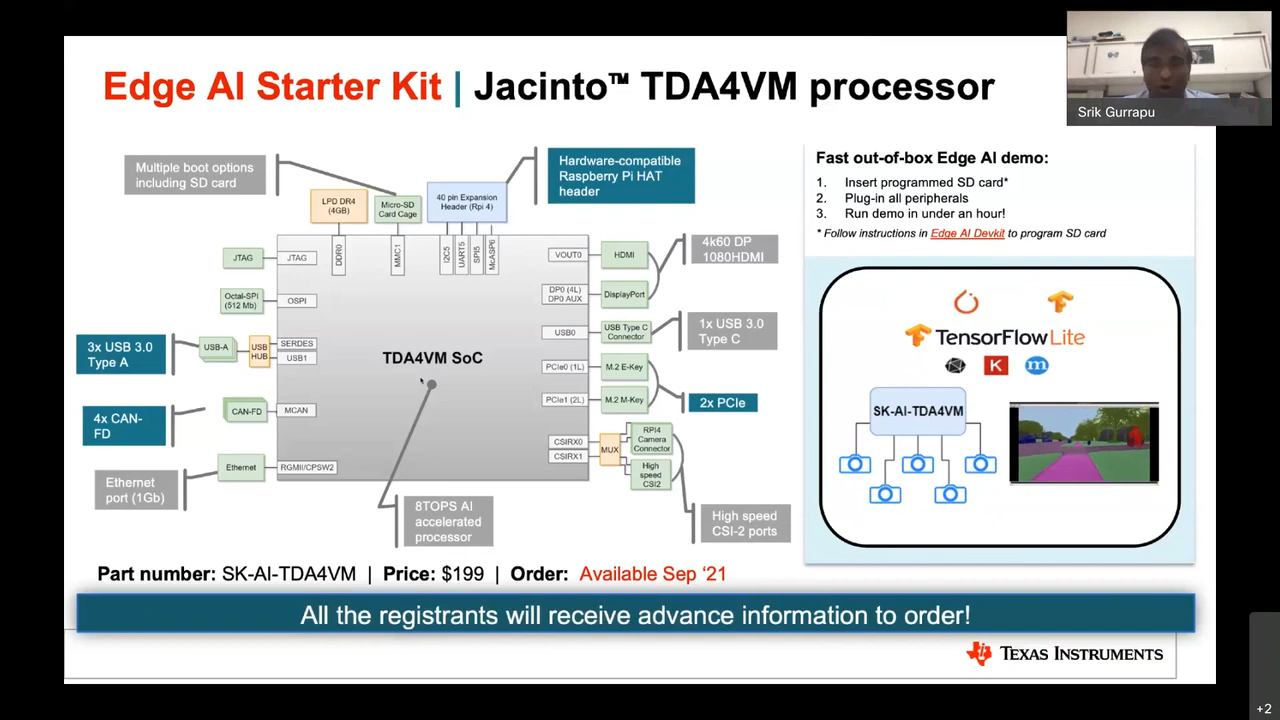 Edge AI Starter Kit | Jacinto™ TDA4VM processor
Srik Gurrapu
Multiple boot options
including SD card
LPD DR4
(4GB)
Micro-SD
Card Cage
40 pin Expansion
Header (Rpi 4)
Hardware-compatible
Raspberry Pi HAT
header
DDR0
MMC1
I2C5
UART5
SPI5
McASP6
JTAG
JTAG
Octal-SPI
(512 Mb)
OSPI
3x USB 3.0
Type A
USB-A
USB
HUB
SERDES
USB1
4x CAN-
FD
CAN-FD
MCAN
Ethernet
port (1Gb)
Ethernet
RGMII/CPSW2
TDA4VM SoC
8TOPS AI
accelerated
processor
VOUT0
HDMI
DP0 (4L)
DP0 AUX
DisplayPort
4k60 DP
1080HDMI
USB0
USB Type C
Connector
1x USB 3.0
Type C
PCIe0 (1L)
M.2 E-Key
PCIe1 (2L)
M.2 M-Key
2x PCIe
CSIRX0
CSIRX1
MUX
RPI4
Camera
Connector
High
speed
CSI2
High speed
CSI-2 ports
Fast out-of-box Edge AI demo:
1. Insert programmed SD card*
2. Plug-in all peripherals
3. Run demo in under an hour!
* Follow instructions in Edge AI Devkit to program SD card
TensorFlow Lite
K
m
SK-AI-TDA4VM
Part number: SK-AI-TDA4VM | Price: $199 | Order: Available Sep ‘21
All the registrants will receive advance information to order!
TEXAS INSTRUMENTS
+2